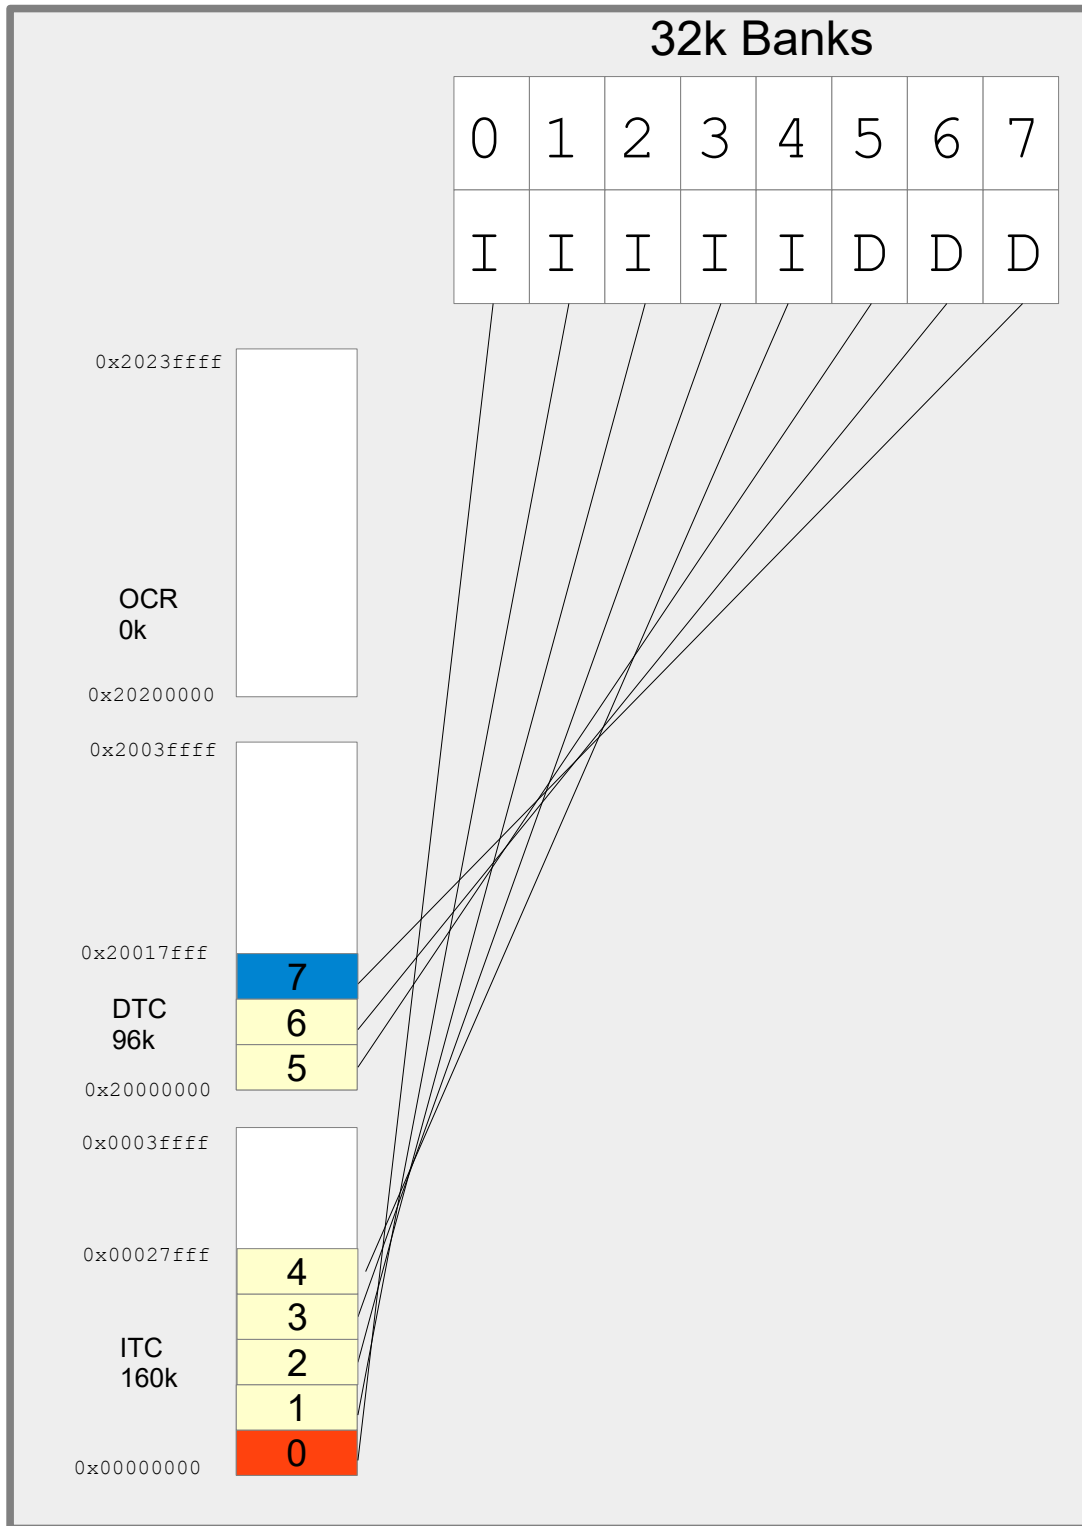 32k Banks
0 1 2 3 4 5 6 7
I I I I I D D D
0x2023ffff
OCR
0k
0x20200000
0x2003ffff
0x20017fff
7
DTC
96k
6
5
0x20000000
0x0003ffff
0x00027fff
4
3
ITC
160k
2
1
0
0x00000000